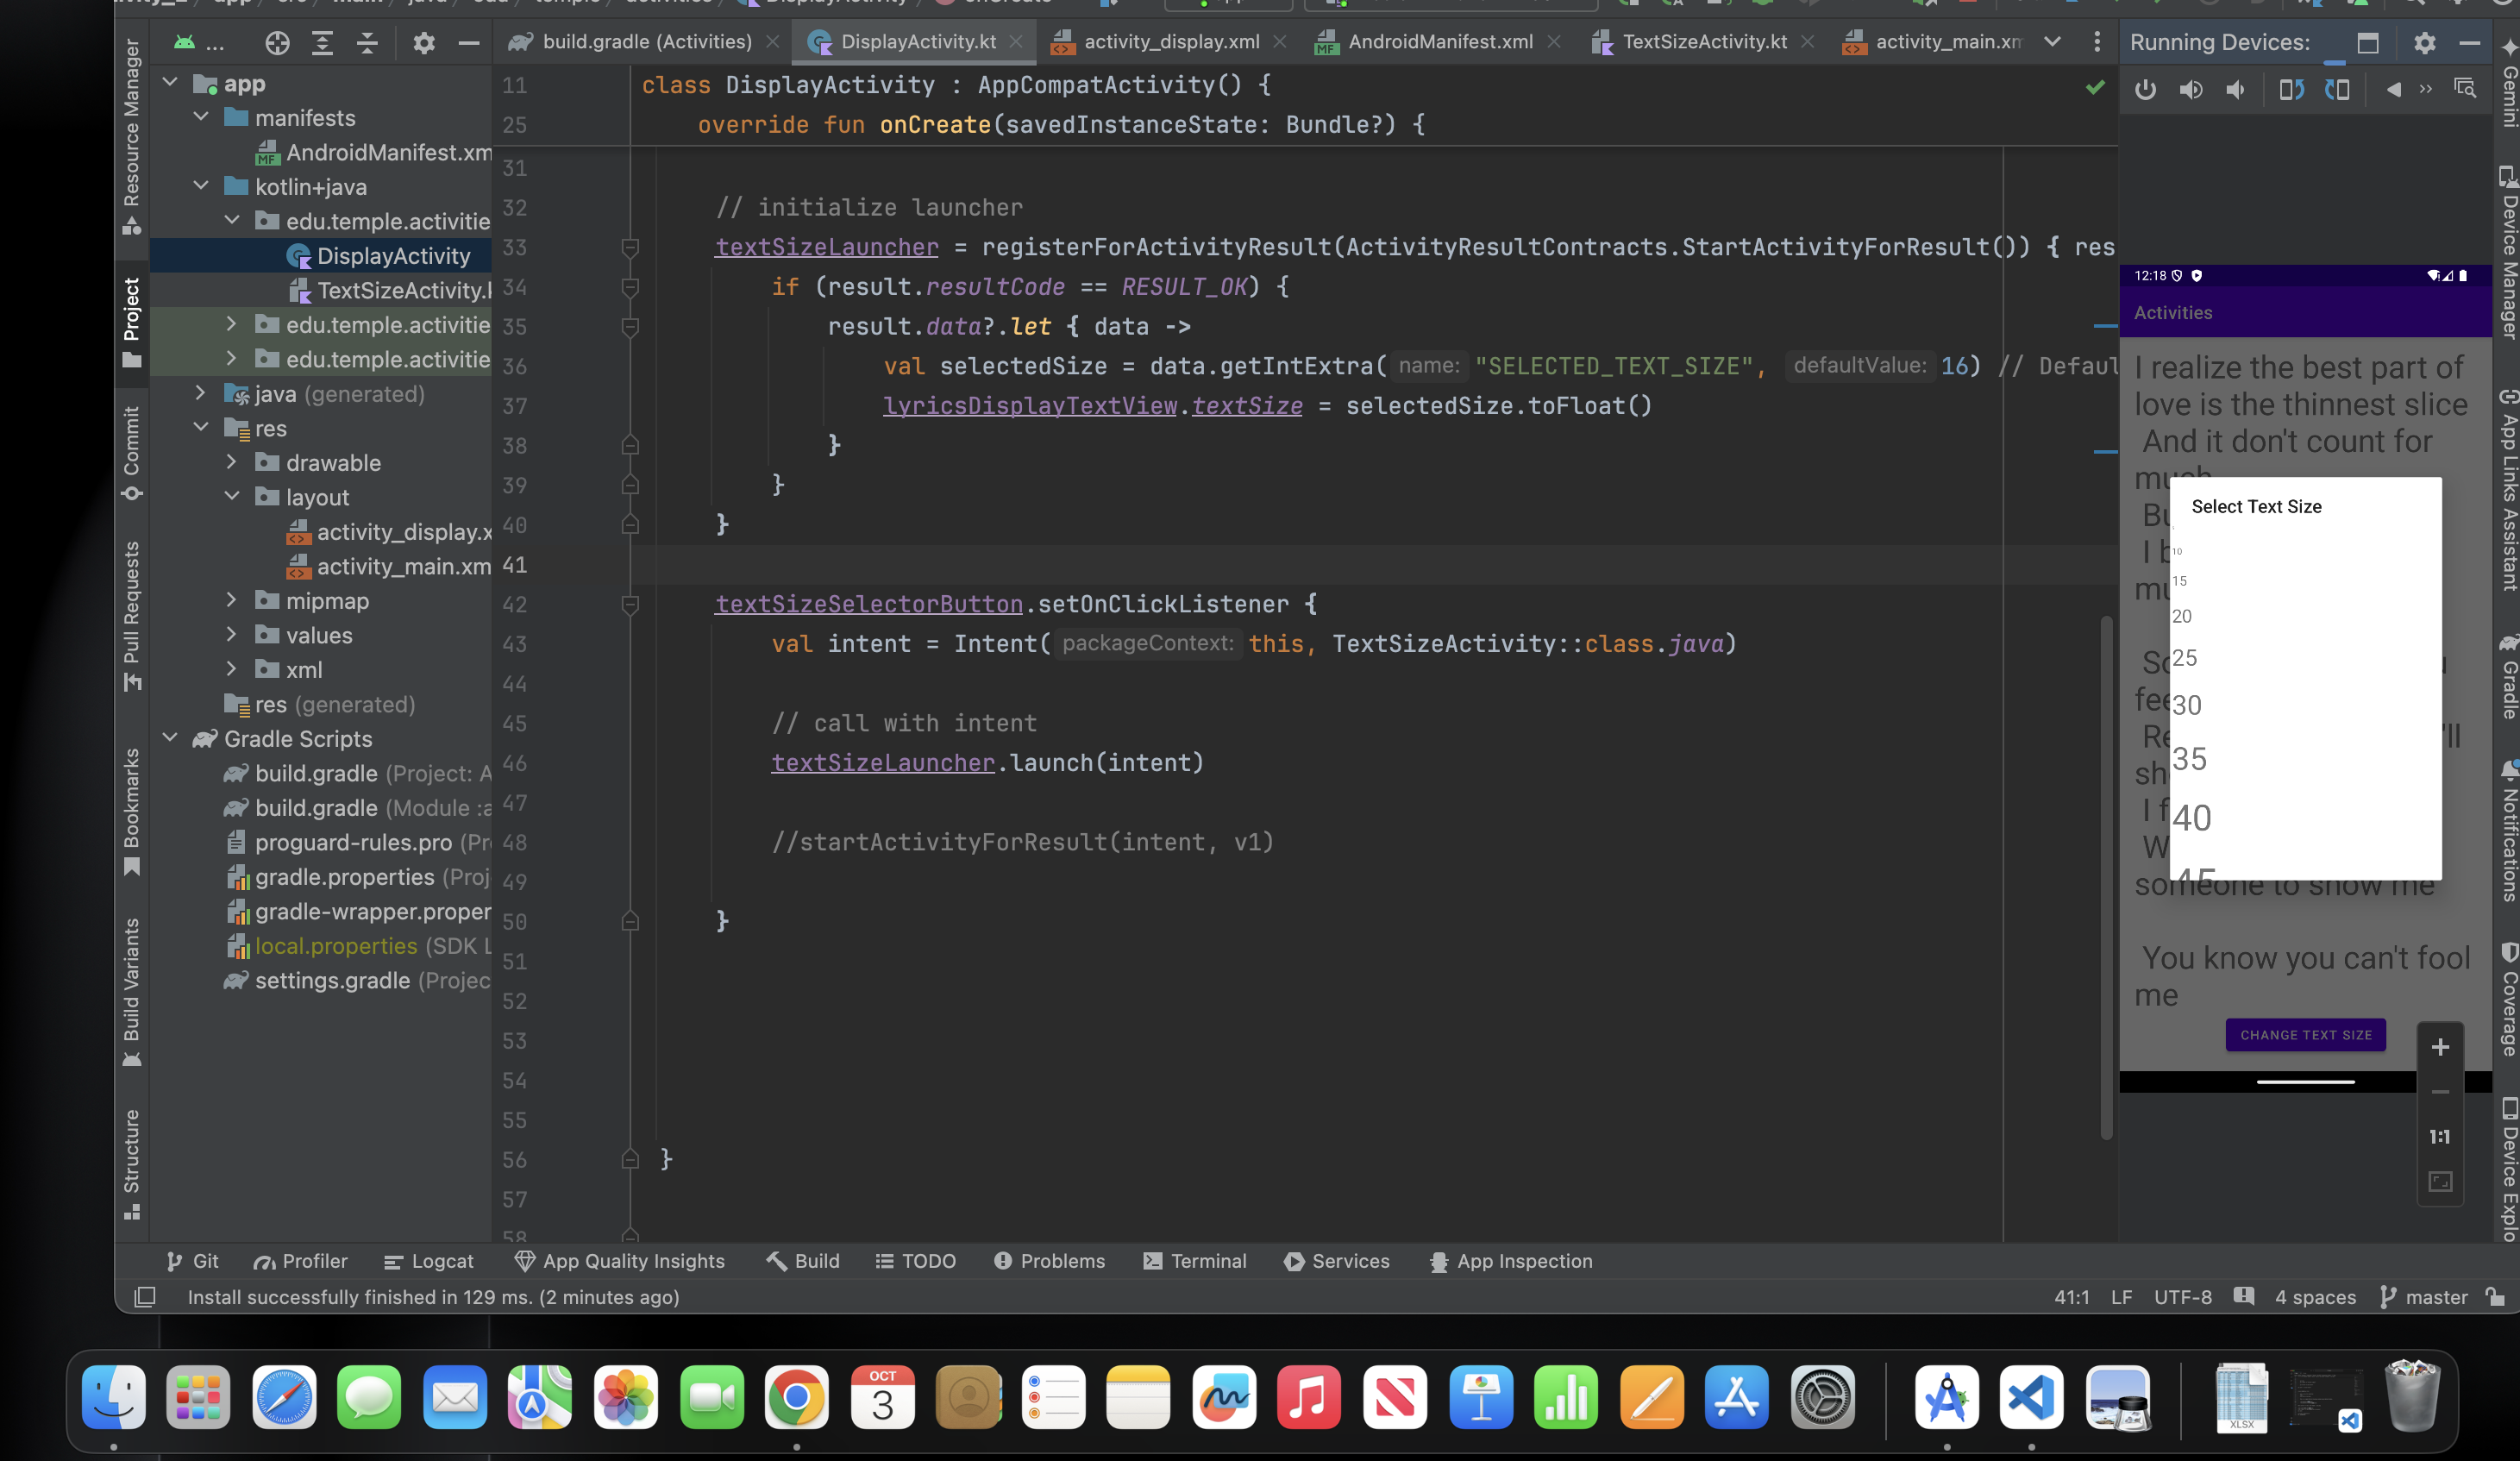 build.gradle (Activities)
DisplayActivity.kt
activity_display.xml
AndroidManifest.xml
TextSizeActivity.kt
activity_main.xm
Running Devices:
Resource Manager
Project
Commit
Pull Requests
Bookmarks
Build Variants
Structure
...
app
manifests
AndroidManifest.xm
kotlin+java
edu.temple.activitie
DisplayActivity
TextSizeActivity.k
edu.temple.activitie
edu.temple.activitie
java (generated)
res
drawable
layout
activity_display.x
activity_main.xm
mipmap
values
xml
res (generated)
Gradle Scripts
build.gradle (Project: A
build.gradle (Module :a
proguard-rules.pro (Pr
gradle.properties (Proj
gradle-wrapper.proper
local.properties (SDK L
settings.gradle (Projec
11 class DisplayActivity : AppCompatActivity() {
25 override fun onCreate(savedInstanceState: Bundle?) {
31
32 // initialize launcher
33 textSizeLauncher = registerForActivityResult(ActivityResultContracts.StartActivityForResult()) { res
34 if (result.resultCode == RESULT_OK) {
35 result.data?.let { data ->
36 val selectedSize = data.getIntExtra( name: "SELECTED_TEXT_SIZE", defaultValue: 16) // Defaul
37 lyricsDisplayTextView.textSize = selectedSize.toFloat()
38 }
39 }
40 }
41
42 textSizeSelectorButton.setOnClickListener {
43 val intent = Intent( packageContext: this, TextSizeActivity::class.java)
44
45 // call with intent
46 textSizeLauncher.launch(intent)
47
48 //startActivityForResult(intent, v1)
49
50 }
51
52
53
54
55
56 }
57
58
12:18
Activities
I realize the best part of
love is the thinnest slice
And it don't count for
Select Text Size
10
15
20
25
30
35
40
45
someone to show me
You know you can't fool
me
CHANGE TEXT SIZE
1:1
Gemini
Device Manager
App Links Assistant
Gradle
Notifications
Coverage
Device Explo
Git
Profiler
Logcat
App Quality Insights
Build
TODO
Problems
Terminal
Services
App Inspection
Install successfully finished in 129 ms. (2 minutes ago)
41:1
LF
UTF-8
4 spaces
master
OCT
3
XLSX